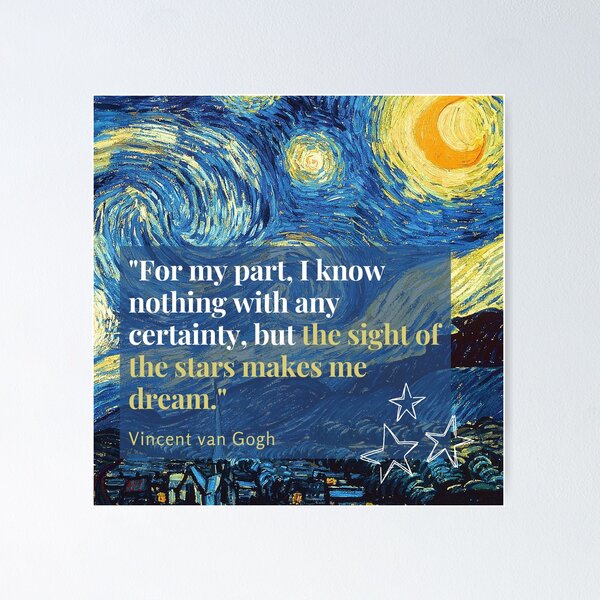 "For my part, I know
nothing with any
certainty, but the sight of
the stars makes me
dream."
Vincent van Gogh